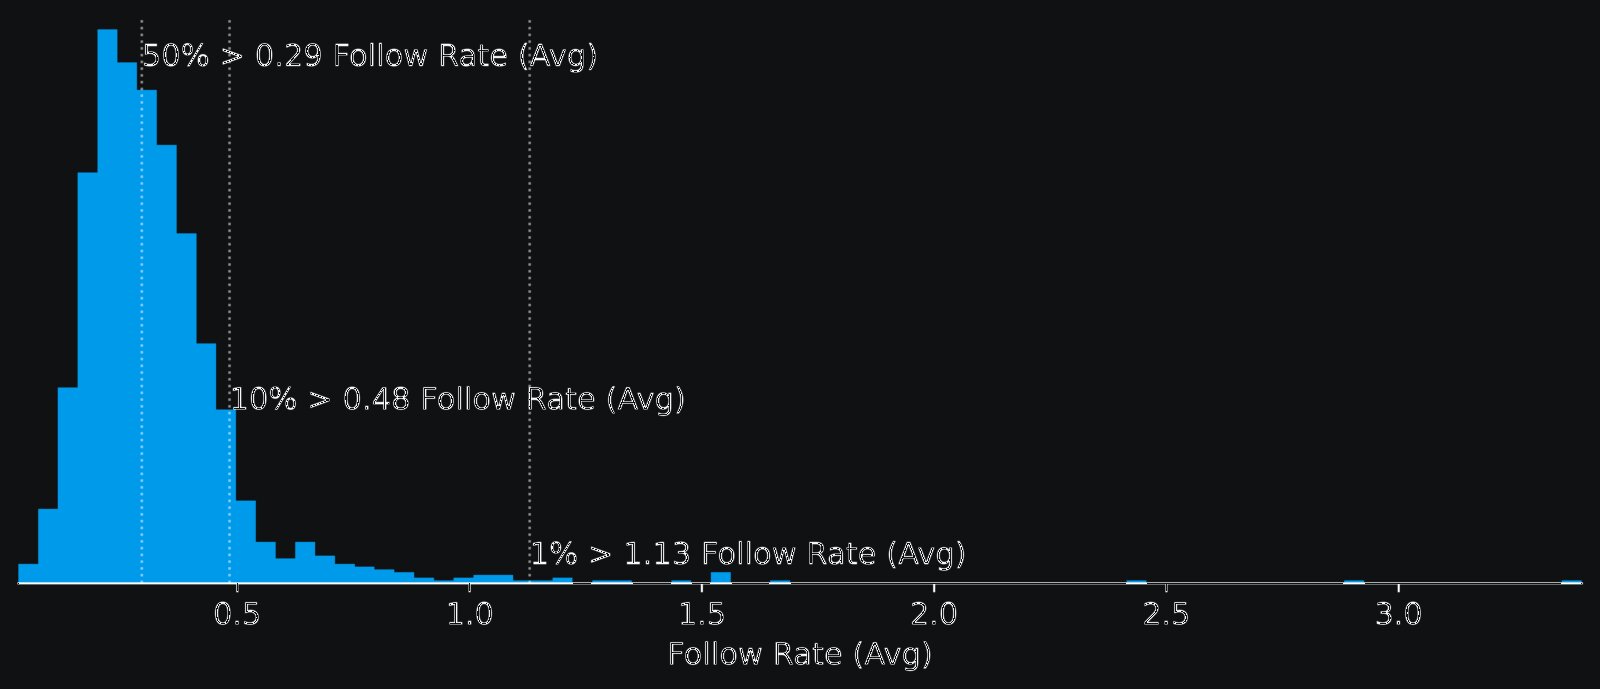 50% > 0.29 Follow Rate (Avg)
10% > 0.48 Follow Rate (Avg)
1% > 1.13 Follow Rate (Avg)
0.5 1.0 1.5 2.0 2.5 3.0
Follow Rate (Avg)